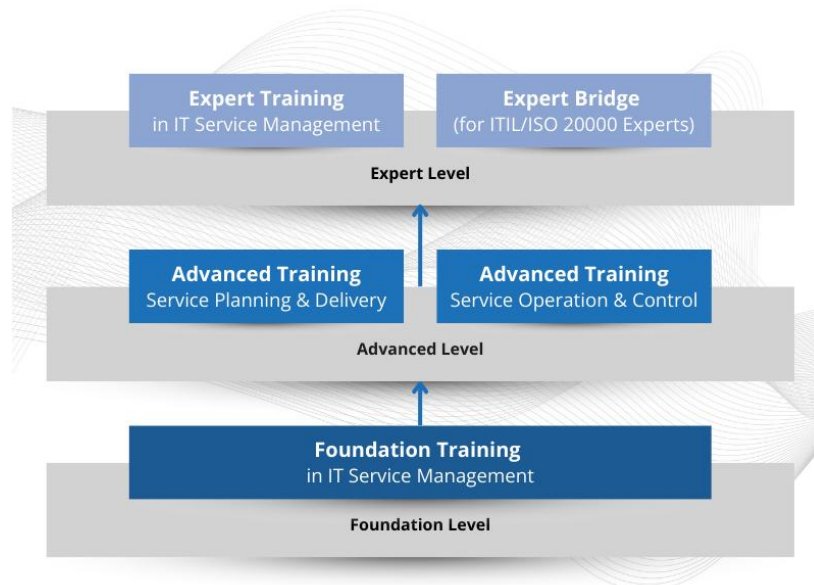 Expert Training
in IT Service Management
Expert Bridge
(for ITIL/ISO 20000 Experts)
Expert Level
Advanced Training
Service Planning & Delivery
Advanced Training
Service Operation & Control
Advanced Level
Foundation Training
in IT Service Management
Foundation Level